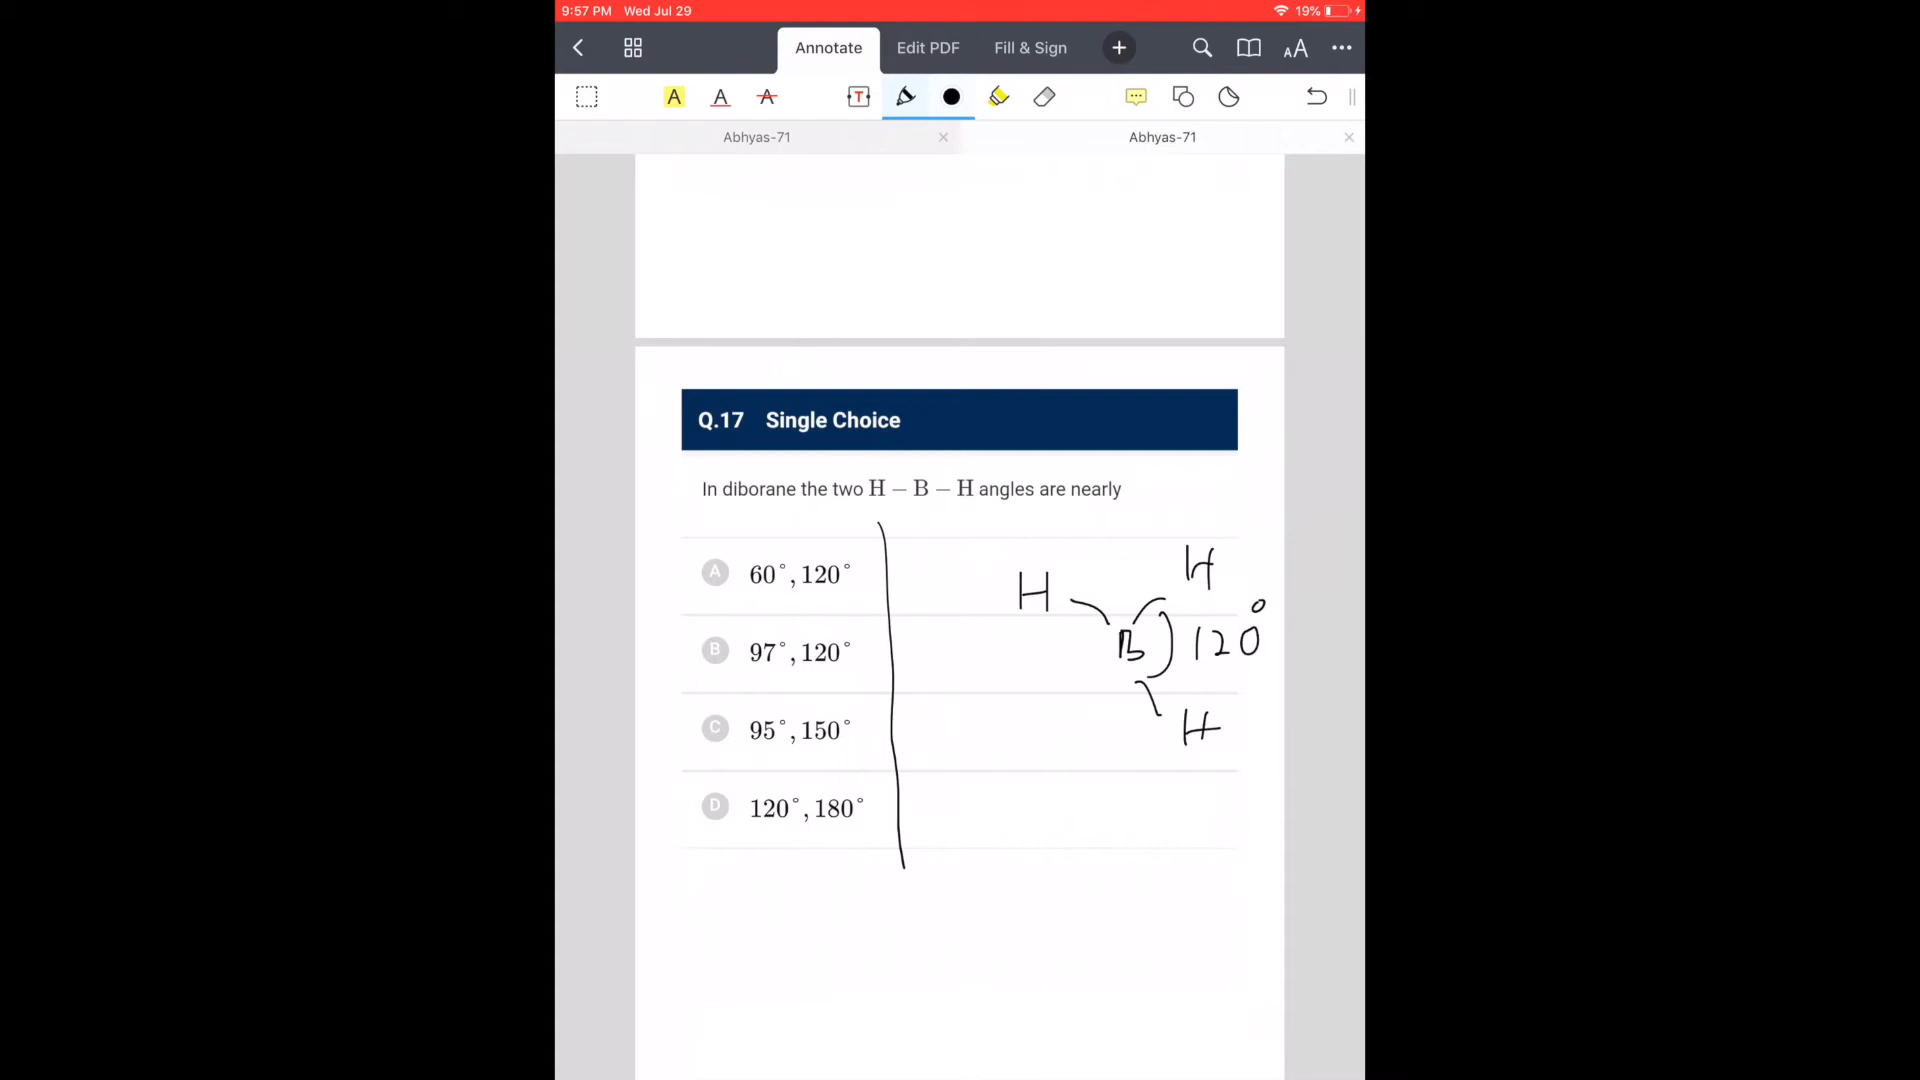 9:57 PM Wed Jul 29 19%
Annotate Edit PDF Fill & Sign
Abhyas-71 Abhyas-71
Q.17 Single Choice
In diborane the two H – B – H angles are nearly
A 60°, 120°
B 97°, 120°
C 95°, 150°
D 120°, 180°
H
H
B 120°
H